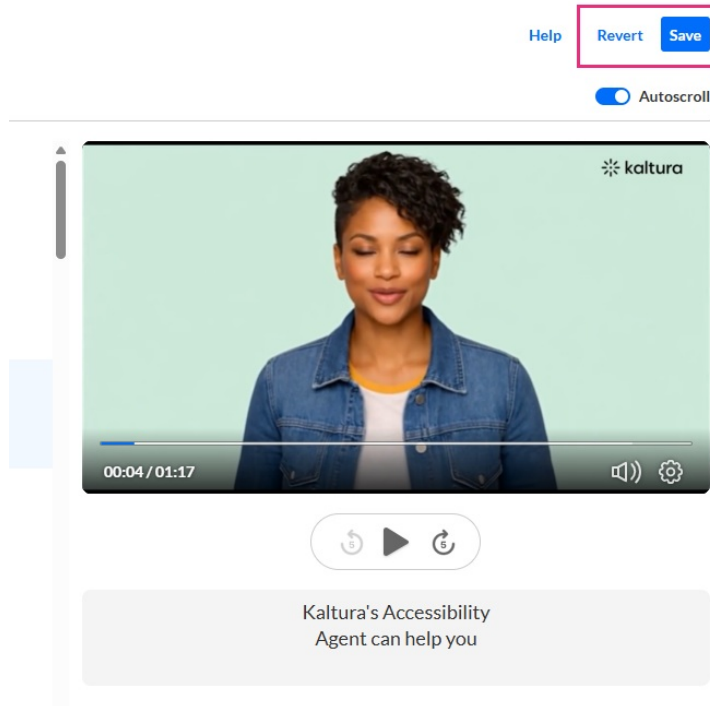 Help Revert Save
Autoscroll
kaltura
00:04 / 01:17
5 5
Kaltura's Accessibility
Agent can help you